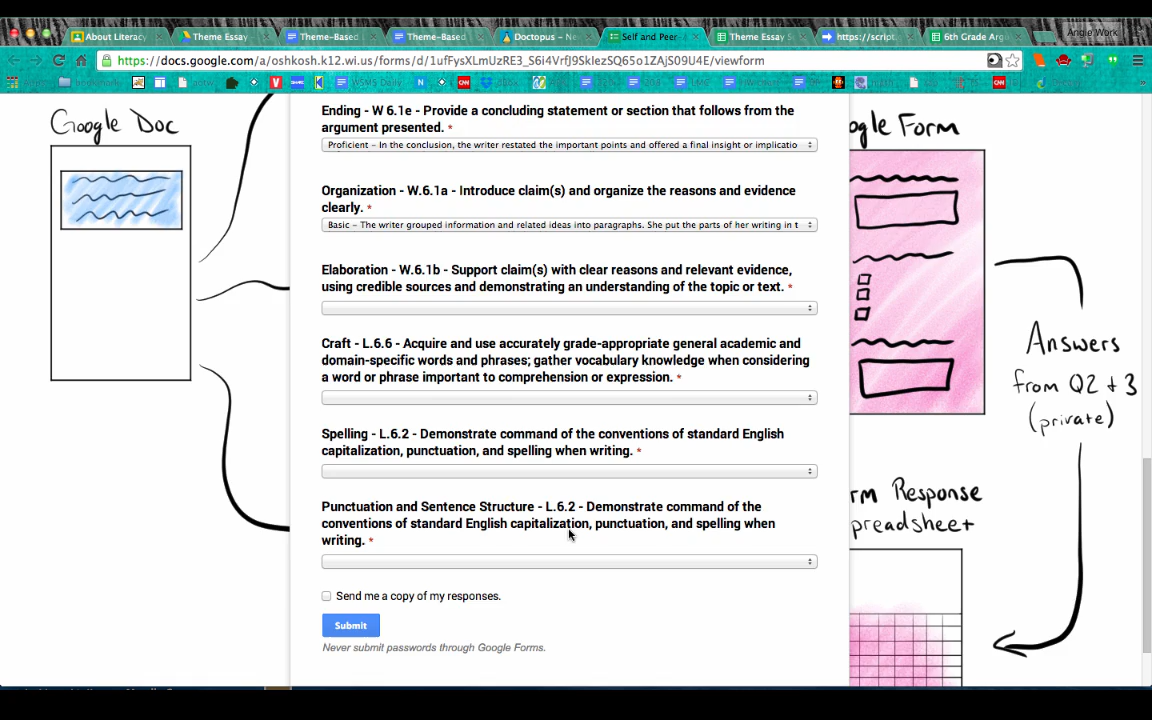 Angie Work
About Literacy
Theme Essay
Theme-Based
Theme-Based
Doctopus - Ne
Self and Peer
Theme Essay S
https://script.
6th Grade Arg
https://docs.google.com/a/oshkosh.k12.wi.us/forms/d/1ufFysXLmUzRE3_S6i4VrfJ9SkIezSQ65o1ZAjS09U4E/viewform
Google Doc
Ending - W 6.1e - Provide a concluding statement or section that follows from the
argument presented. *
Proficient – In the conclusion, the writer restated the important points and offered a final insight or implicatio
Organization - W.6.1a - Introduce claim(s) and organize the reasons and evidence
clearly. *
Basic – The writer grouped information and related ideas into paragraphs. She put the parts of her writing in t
Elaboration - W.6.1b - Support claim(s) with clear reasons and relevant evidence,
using credible sources and demonstrating an understanding of the topic or text. *
Craft - L.6.6 - Acquire and use accurately grade-appropriate general academic and
domain-specific words and phrases; gather vocabulary knowledge when considering
a word or phrase important to comprehension or expression. *
Spelling - L.6.2 - Demonstrate command of the conventions of standard English
capitalization, punctuation, and spelling when writing. *
Punctuation and Sentence Structure - L.6.2 - Demonstrate command of the
conventions of standard English capitalization, punctuation, and spelling when
writing. *
Send me a copy of my responses.
Submit
Never submit passwords through Google Forms.
ogle Form
Answers
from Q2 + 3
(private)
rm Response
preadsheet